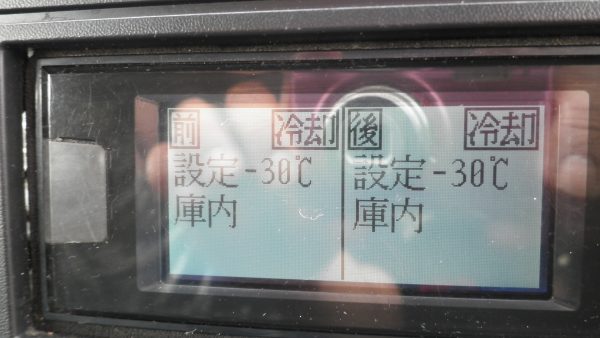 前 冷却 後 冷却
設定-30℃ 設定-30℃
庫内 庫内